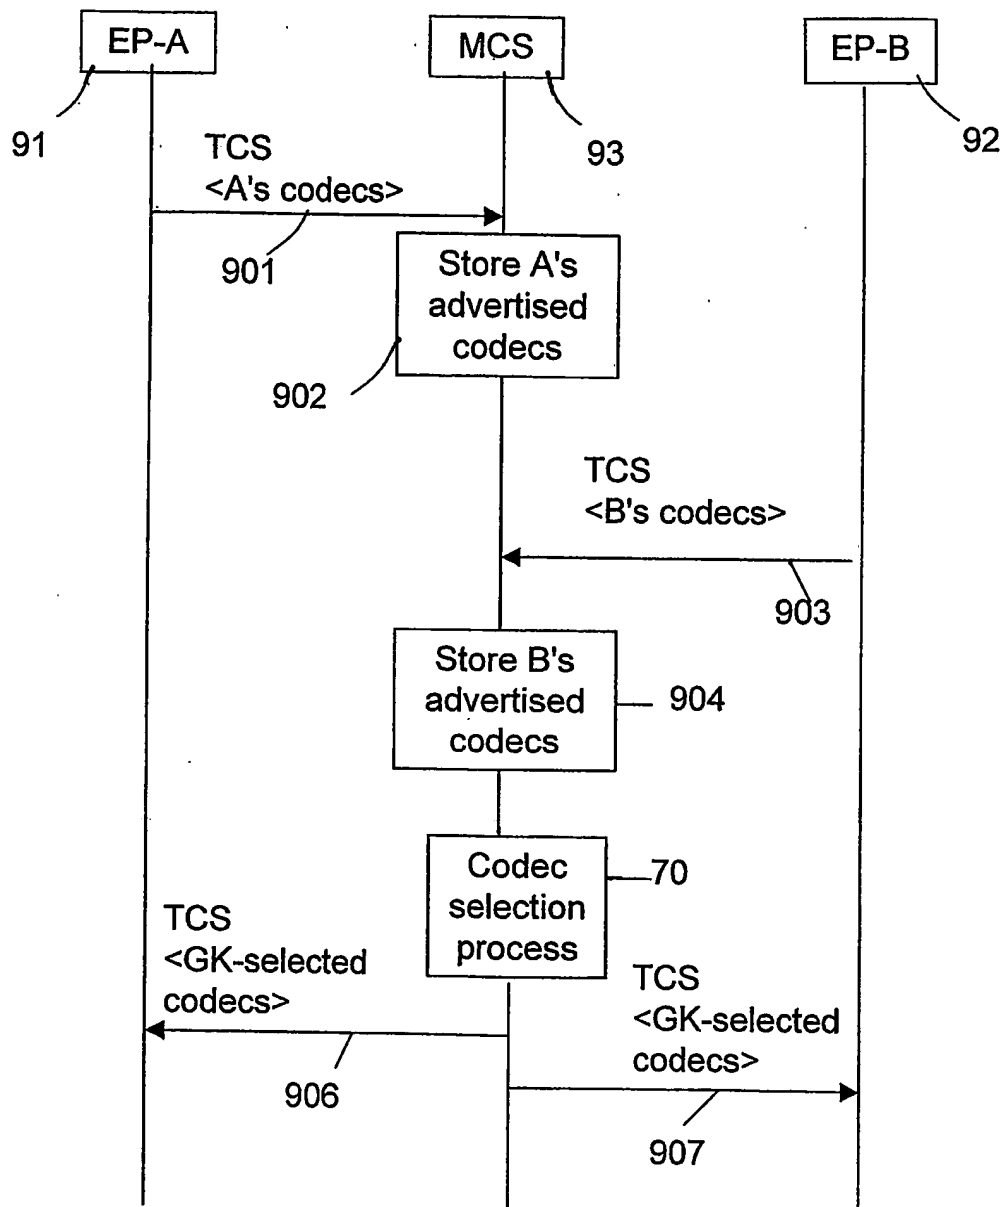 EP-A
MCS
EP-B
91
93
92
TCS
<A's codecs>
901
Store A's
advertised
codecs
902
TCS
<B's codecs>
903
Store B's
advertised
codecs
904
Codec
selection
process
70
TCS
<GK-selected
codecs>
906
TCS
<GK-selected
codecs>
907